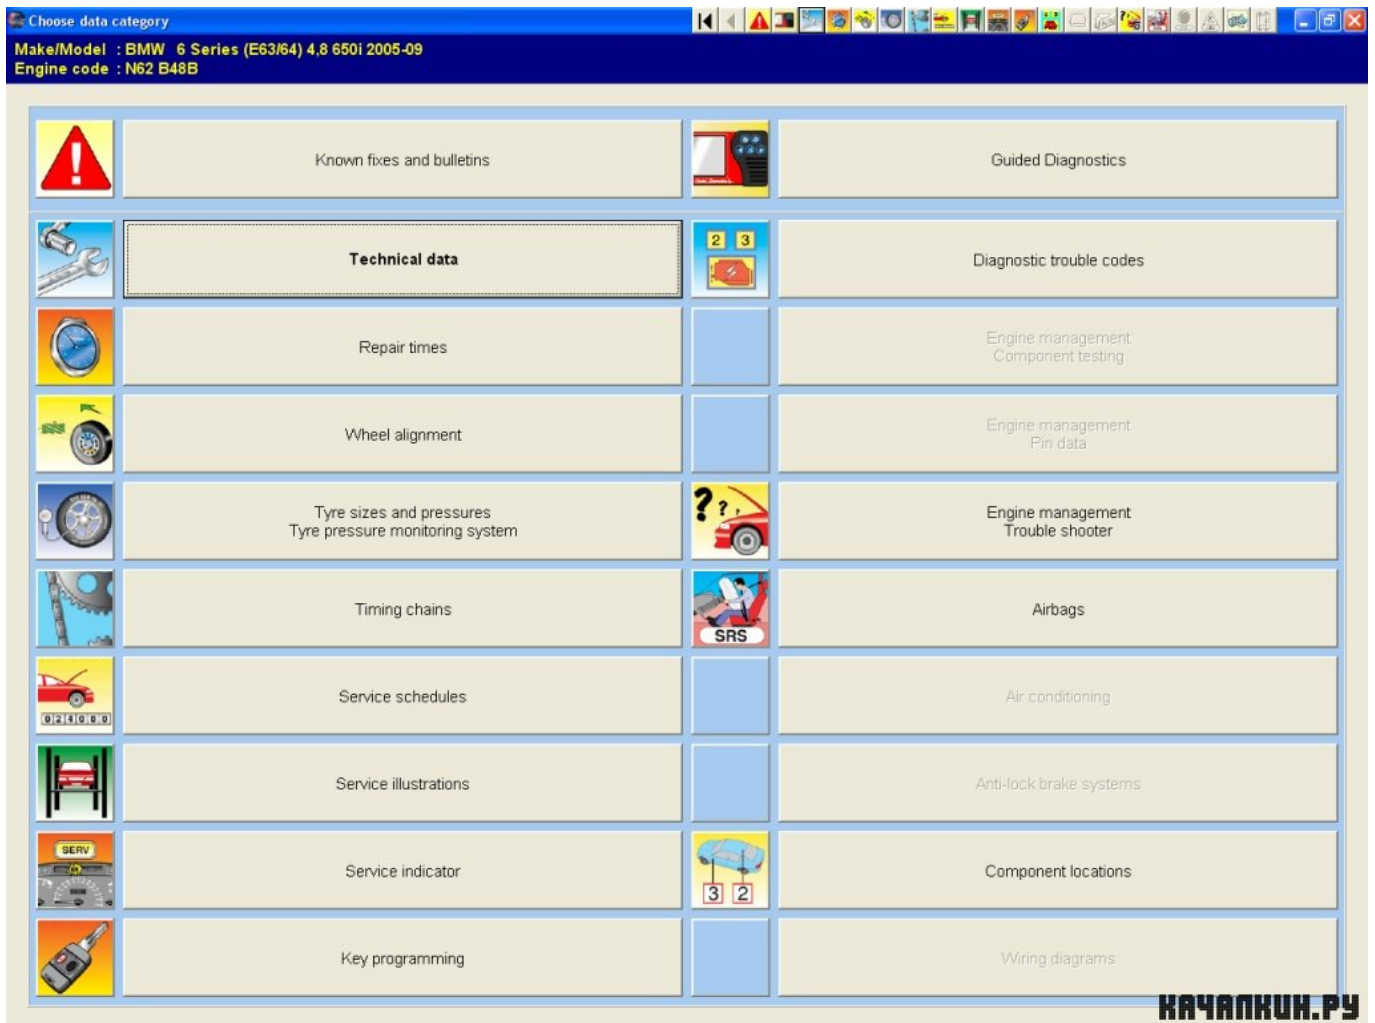 Choose data category
Make/Model : BMW 6 Series (E63/64) 4,8 650i 2005-09
Engine code : N62 B48B
Known fixes and bulletins
Guided Diagnostics
Technical data
2 3
Diagnostic trouble codes
Repair times
Engine management
Component testing
Wheel alignment
Engine management
Pin data
Tyre sizes and pressures
Tyre pressure monitoring system
???
Engine management
Trouble shooter
Timing chains
SRS
Airbags
024000
Service schedules
Air conditioning
Service illustrations
Anti-lock brake systems
SERV
Service indicator
3 2
Component locations
Key programming
Wiring diagrams
КАЧАПКИН.РУ